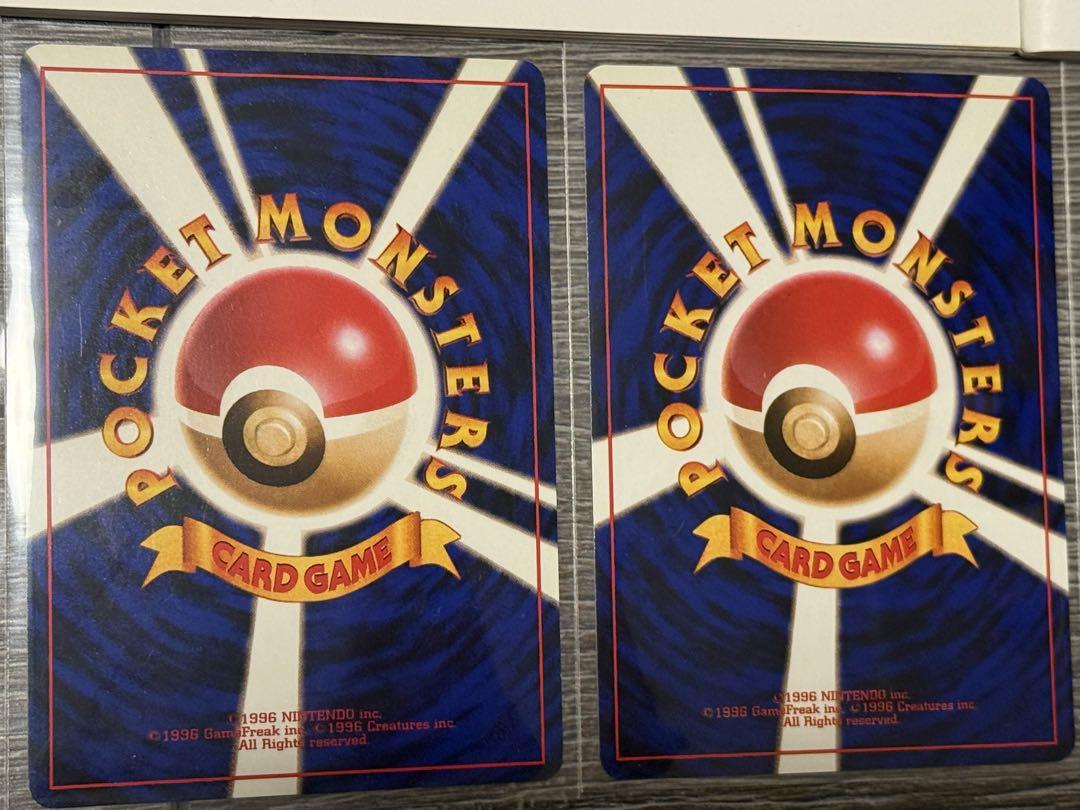 POCKET MONSTERS
CARD GAME
©1996 NINTENDO inc.
©1996 GameFreak inc. ©1996 Creatures inc.
All Rights reserved.
POCKET MONSTERS
CARD GAME
©1996 NINTENDO inc.
©1996 GameFreak inc. ©1996 Creatures inc.
All Rights reserved.